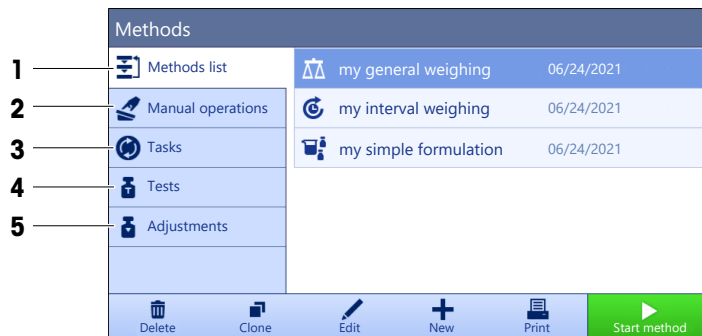 Methods
1 Methods list
2 Manual operations
3 Tasks
4 Tests
5 Adjustments
my general weighing 06/24/2021
my interval weighing 06/24/2021
my simple formulation 06/24/2021
Delete Clone Edit New Print Start method